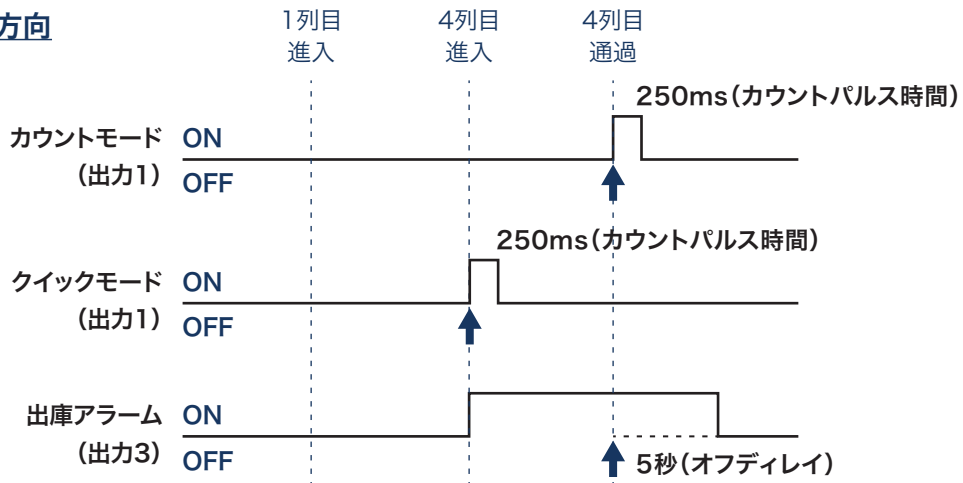 方向
1列目
進入
4列目
進入
4列目
通過
250ms(カウントパルス時間)
カウントモード
(出力1)
ON
OFF
250ms(カウントパルス時間)
クイックモード
(出力1)
ON
OFF
出庫アラーム
(出力3)
ON
OFF
5秒(オフディレイ)